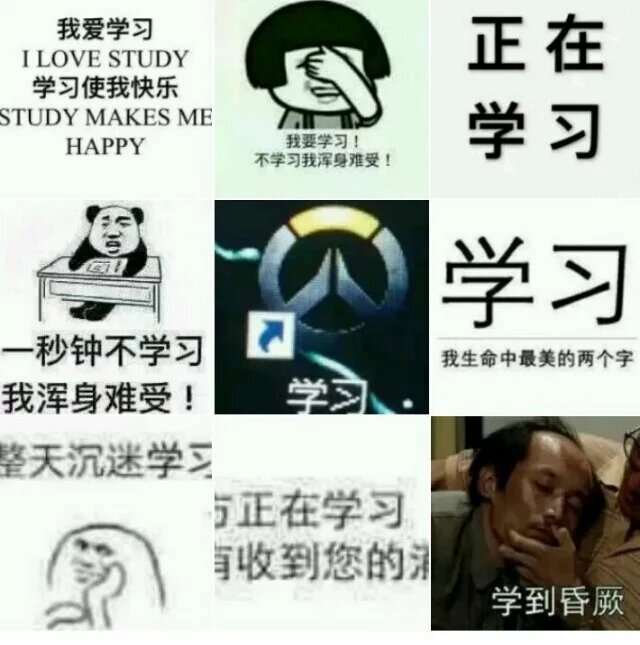 我爱学习
I LOVE STUDY
学习使我快乐
STUDY MAKES ME
HAPPY
我要学习！
不学习我浑身难受！
正在
学习
一秒钟不学习
我浑身难受！
学习
学习
我生命中最美的两个字
整天沉迷学习
方正在学习
有收到您的消
学到昏厥